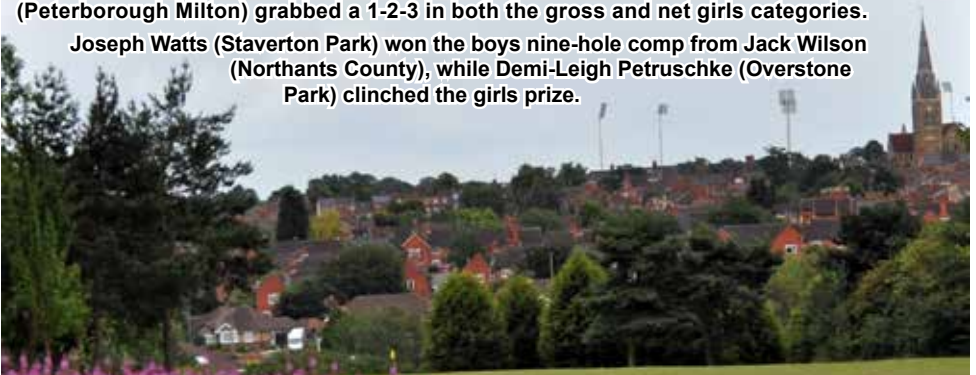 (Peterborough Milton) grabbed a 1-2-3 in both the gross and net girls categories.
Joseph Watts (Staverton Park) won the boys nine-hole comp from Jack Wilson
(Northants County), while Demi-Leigh Petruschke (Overstone
Park) clinched the girls prize.